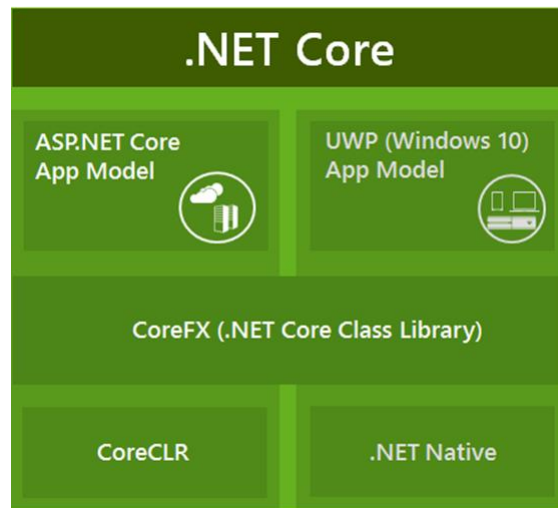 .NET Core
ASP.NET Core
App Model
UWP (Windows 10)
App Model
CoreFX (.NET Core Class Library)
CoreCLR
.NET Native